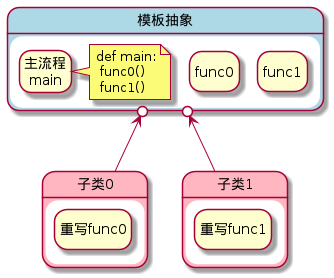 模板抽象
主流程
main
def main:
func0()
func1()
func0
func1
子类0
子类1
重写func0
重写func1